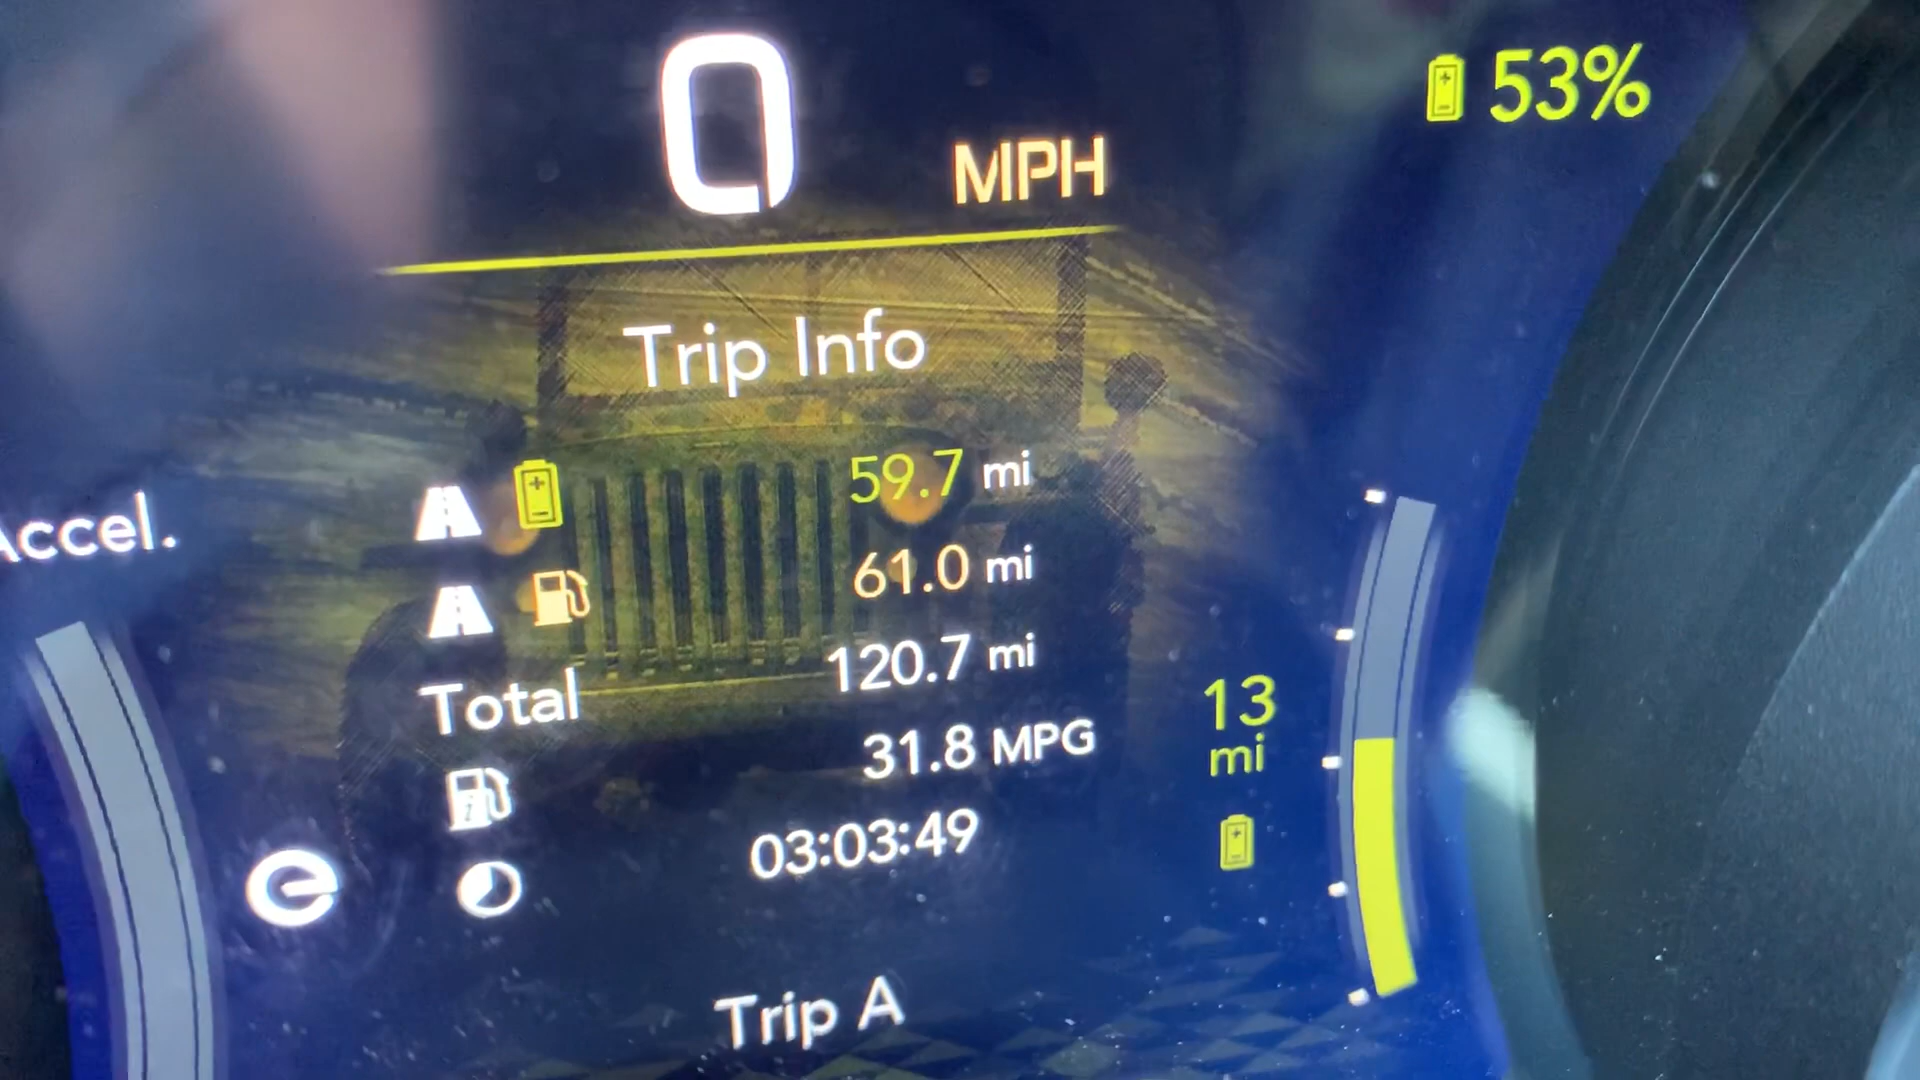 0 MPH
53%
Trip Info
59.7 mi
61.0 mi
Accel.
Total 120.7 mi
31.8 MPG
13
mi
03:03:49
Trip A